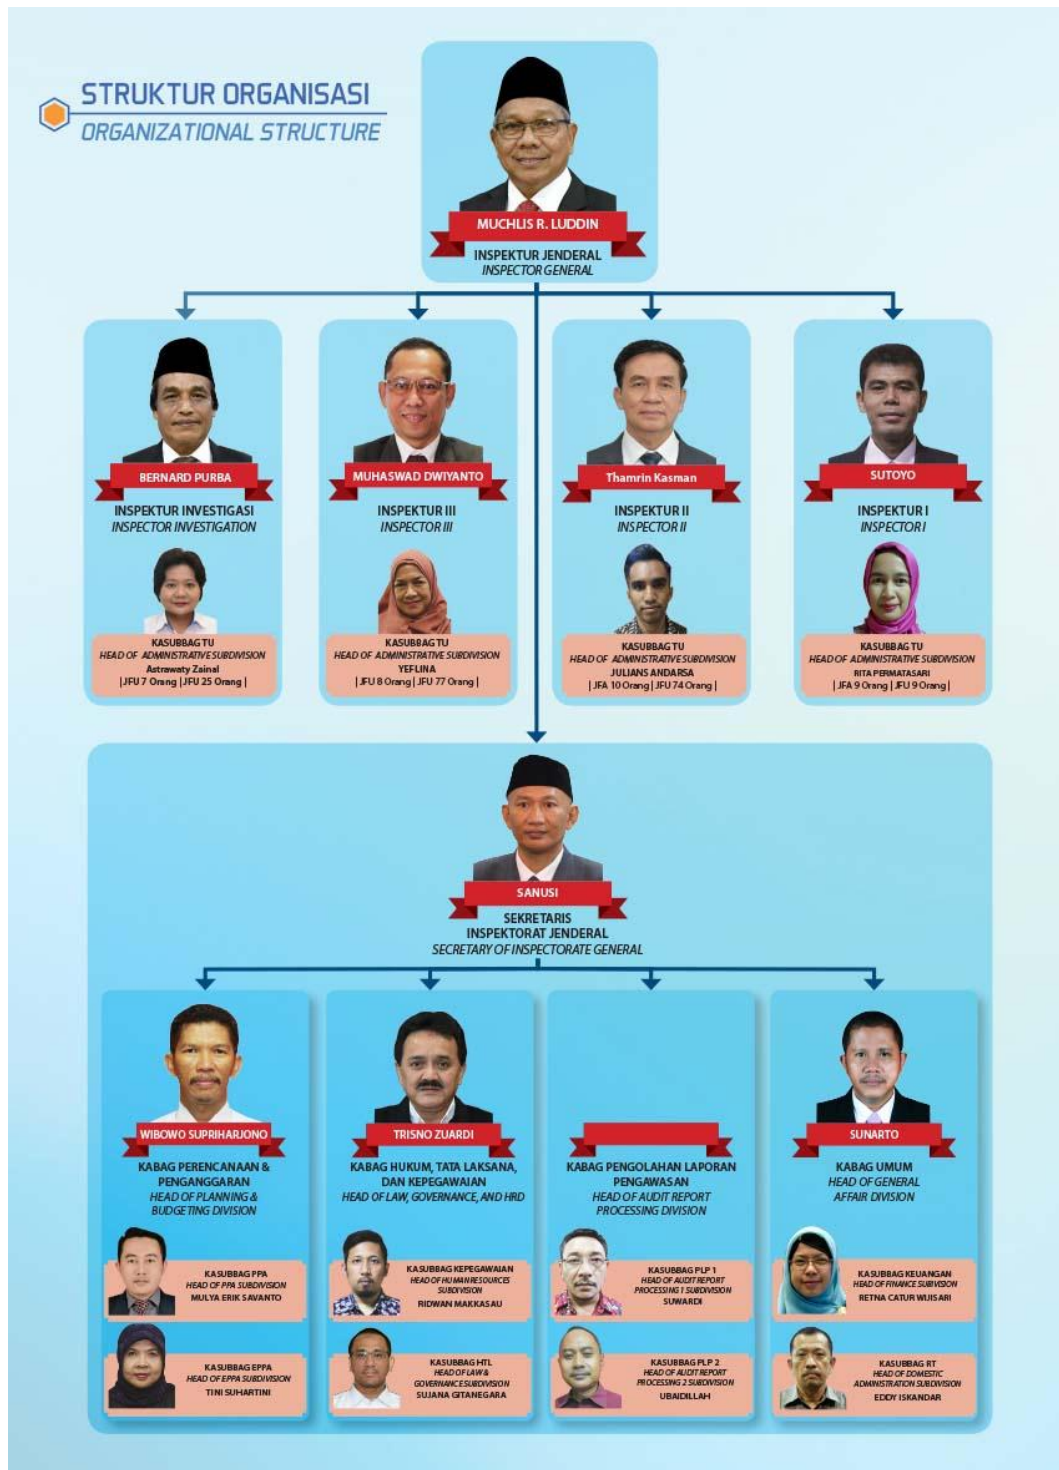 STRUKTUR ORGANISASI
ORGANIZATIONAL STRUCTURE
MUCHLIS R. LUDDIN
INSPEKTUR JENDERAL
INSPECTOR GENERAL
BERNARD PURBA
INSPEKTUR INVESTIGASI
INSPECTOR INVESTIGATION
KASUBBAG TU
HEAD OF ADMINISTRATIVE SUBDIVISION
Astrawaty Zainal
|JFU 7 Orang |JFU 25 Orang |
MUHASWAD DWIYANTO
INSPEKTUR III
INSPECTOR III
KASUBBAG TU
HEAD OF ADMINISTRATIVE SUBDIVISION
YEFLINA
| JFU 8 Orang| JFU 77 Orang |
Thamrin Kasman
INSPEKTUR II
INSPECTOR II
KASUBBAG TU
HEAD OF ADMINISTRATIVE SUBDIVISION
JULIANS ANDARSA
| JFA 10 Orang| JFU 74 Orang |
SUTOYO
INSPEKTUR I
INSPECTOR I
KASUBBAG TU
HEAD OF ADMINISTRATIVE SUBDIVISION
RITA PERMATASARI
| JFA 9 Orang | JFU 9 Orang |
SANUSI
SEKRETARIS
INSPEKTORAT JENDERAL
SECRETARY OF INSPECTORATE GENERAL
WIBOWO SUPRIHARJONO
KABAG PERENCANAAN &
PENGANGGARAN
HEAD OF PLANNING &
BUDGETING DIVISION
KASUBBAG PPA
HEAD OF PPA SUBDIVISION
MULYA ERIK SAVANTO
KASUBBAG EPPA
HEAD OF EPPA SUBDIVISION
TINI SUHARTINI
TRISNO ZUARDI
KABAG HUKUM, TATA LAKSANA,
DAN KEPEGAWAIAN
HEAD OF LAW, GOVERNANCE, AND HRD
KASUBBAG KEPEGAWAIAN
HEAD OF HUMAN RESOURCES
SUBDIVISION
RIDWAN MAKKASAU
KASUBBAG HTL
HEAD OF LAW &
GOVERNANCE SUBDIVISION
SUJANA GITANEGARA
KABAG PENGOLAHAN LAPORAN
PENGAWASAN
HEAD OF AUDIT REPORT
PROCESSING DIVISION
KASUBBAG PLP 1
HEAD OF AUDIT REPORT
PROCESSING 1 SUBDIVISION
SUWARDI
KASUBBAG PLP 2
HEAD OF AUDIT REPORT
PROCESSING 2 SUBDIVISION
UBAIDILLAH
SUNARTO
KABAG UMUM
HEAD OF GENERAL
AFFAIR DIVISION
KASUBBAG KEUANGAN
HEAD OF FINANCE SUBVISION
RETNA CATUR WIJISARI
KASUBBAG RT
HEAD OF DOMESTIC
ADMINISTRATION SUBDIVISION
EDDY ISKANDAR